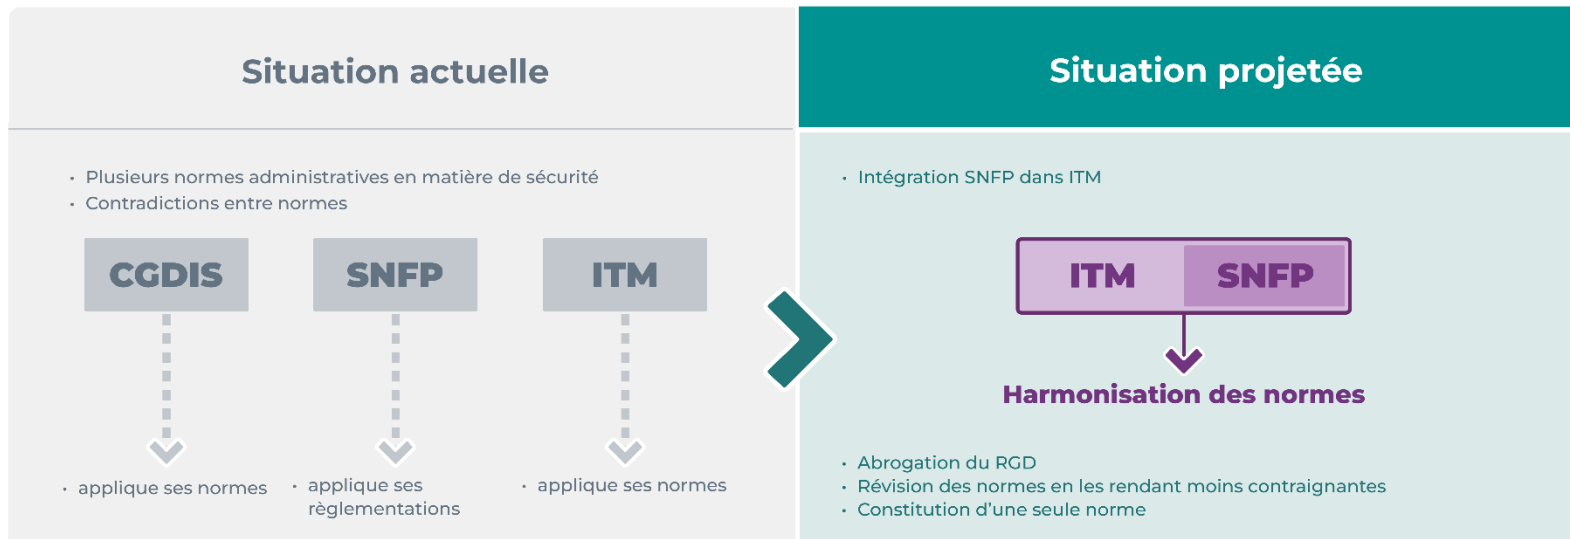 Situation actuelle
• Plusieurs normes administratives en matière de sécurité
• Contradictions entre normes
CGDIS
SNFP
ITM
• applique ses normes
• applique ses
règlementations
• applique ses normes
Situation projetée
• Intégration SNFP dans ITM
ITM
SNFP
Harmonisation des normes
• Abrogation du RGD
• Révision des normes en les rendant moins contraignantes
• Constitution d’une seule norme